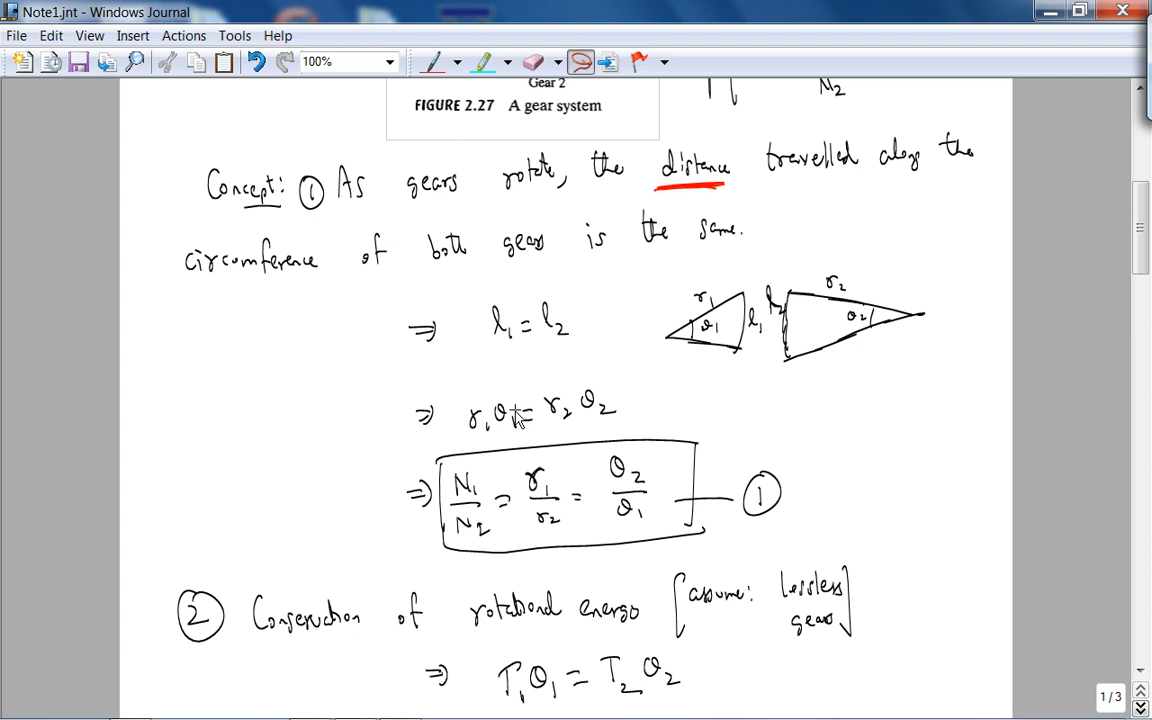 Note1.jnt - Windows Journal
File Edit View Insert Actions Tools Help
100%
Gear 2
FIGURE 2.27 A gear system
N2
Concept: ① As gears rotate, the distance travelled along the
circumference of both gears is the same.
⇒ l1 = l2
r1 θ1 l1 l2 r2 θ2
⇒ r1θ1 = r2θ2
⇒ N1/N2 = r1/r2 = θ2/θ1 — ①
② Conservation of rotational energy [assume: lossless
gears]
⇒ T1θ1 = T2θ2
1 / 3